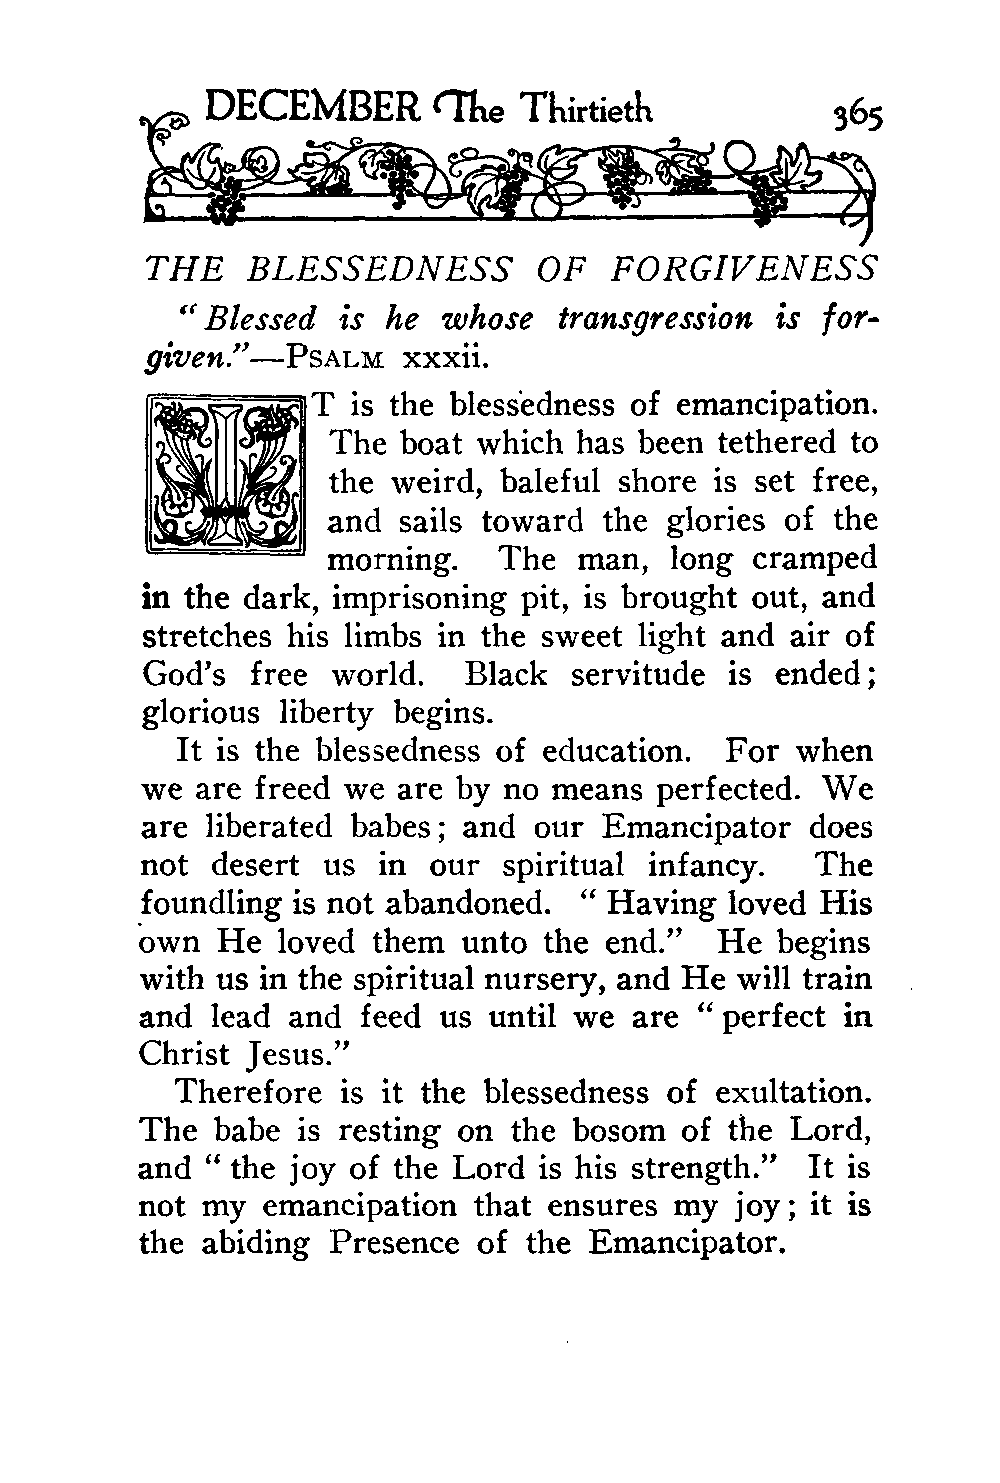 DECEMBER The Thirtieth 365
THE BLESSEDNESS OF FORGIVENESS
“Blessed is he whose transgression is for-
given.”—PSALM xxxii.
IT is the blessedness of emancipation.
The boat which has been tethered to
the weird, baleful shore is set free,
and sails toward the glories of the
morning. The man, long cramped
in the dark, imprisoning pit, is brought out, and
stretches his limbs in the sweet light and air of
God’s free world. Black servitude is ended;
glorious liberty begins.
It is the blessedness of education. For when
we are freed we are by no means perfected. We
are liberated babes; and our Emancipator does
not desert us in our spiritual infancy. The
foundling is not abandoned. “Having loved His
own He loved them unto the end.” He begins
with us in the spiritual nursery, and He will train
and lead and feed us until we are “perfect in
Christ Jesus.”
Therefore is it the blessedness of exultation.
The babe is resting on the bosom of the Lord,
and “the joy of the Lord is his strength.” It is
not my emancipation that ensures my joy; it is
the abiding Presence of the Emancipator.